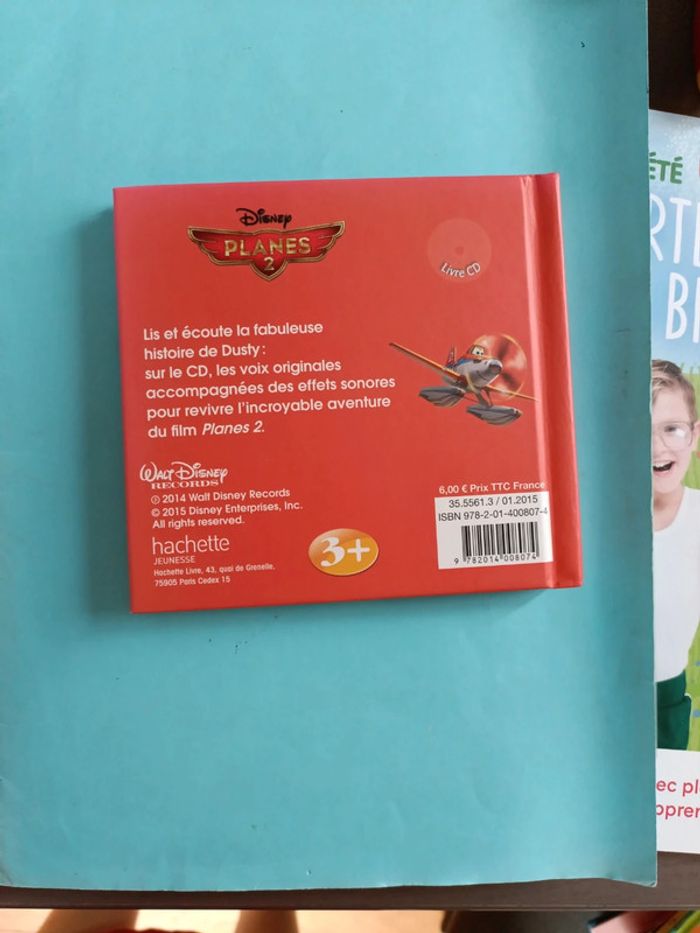 Disney
PLANES
2
Livre CD
Lis et écoute la fabuleuse
histoire de Dusty :
sur le CD, les voix originales
accompagnées des effets sonores
pour revivre l'incroyable aventure
du film Planes 2.
WALT DISNEY
RECORDS
℗ 2014 Walt Disney Records
© 2015 Disney Enterprises, Inc.
All rights reserved.
hachette
JEUNESSE
Hachette Livre, 43, quai de Grenelle,
75905 Paris Cedex 15
3+
6,00 € Prix TTC France
35.5561.3 / 01.2015
ISBN 978-2-01-400807-4
9 782014 008074
ÉTÉ